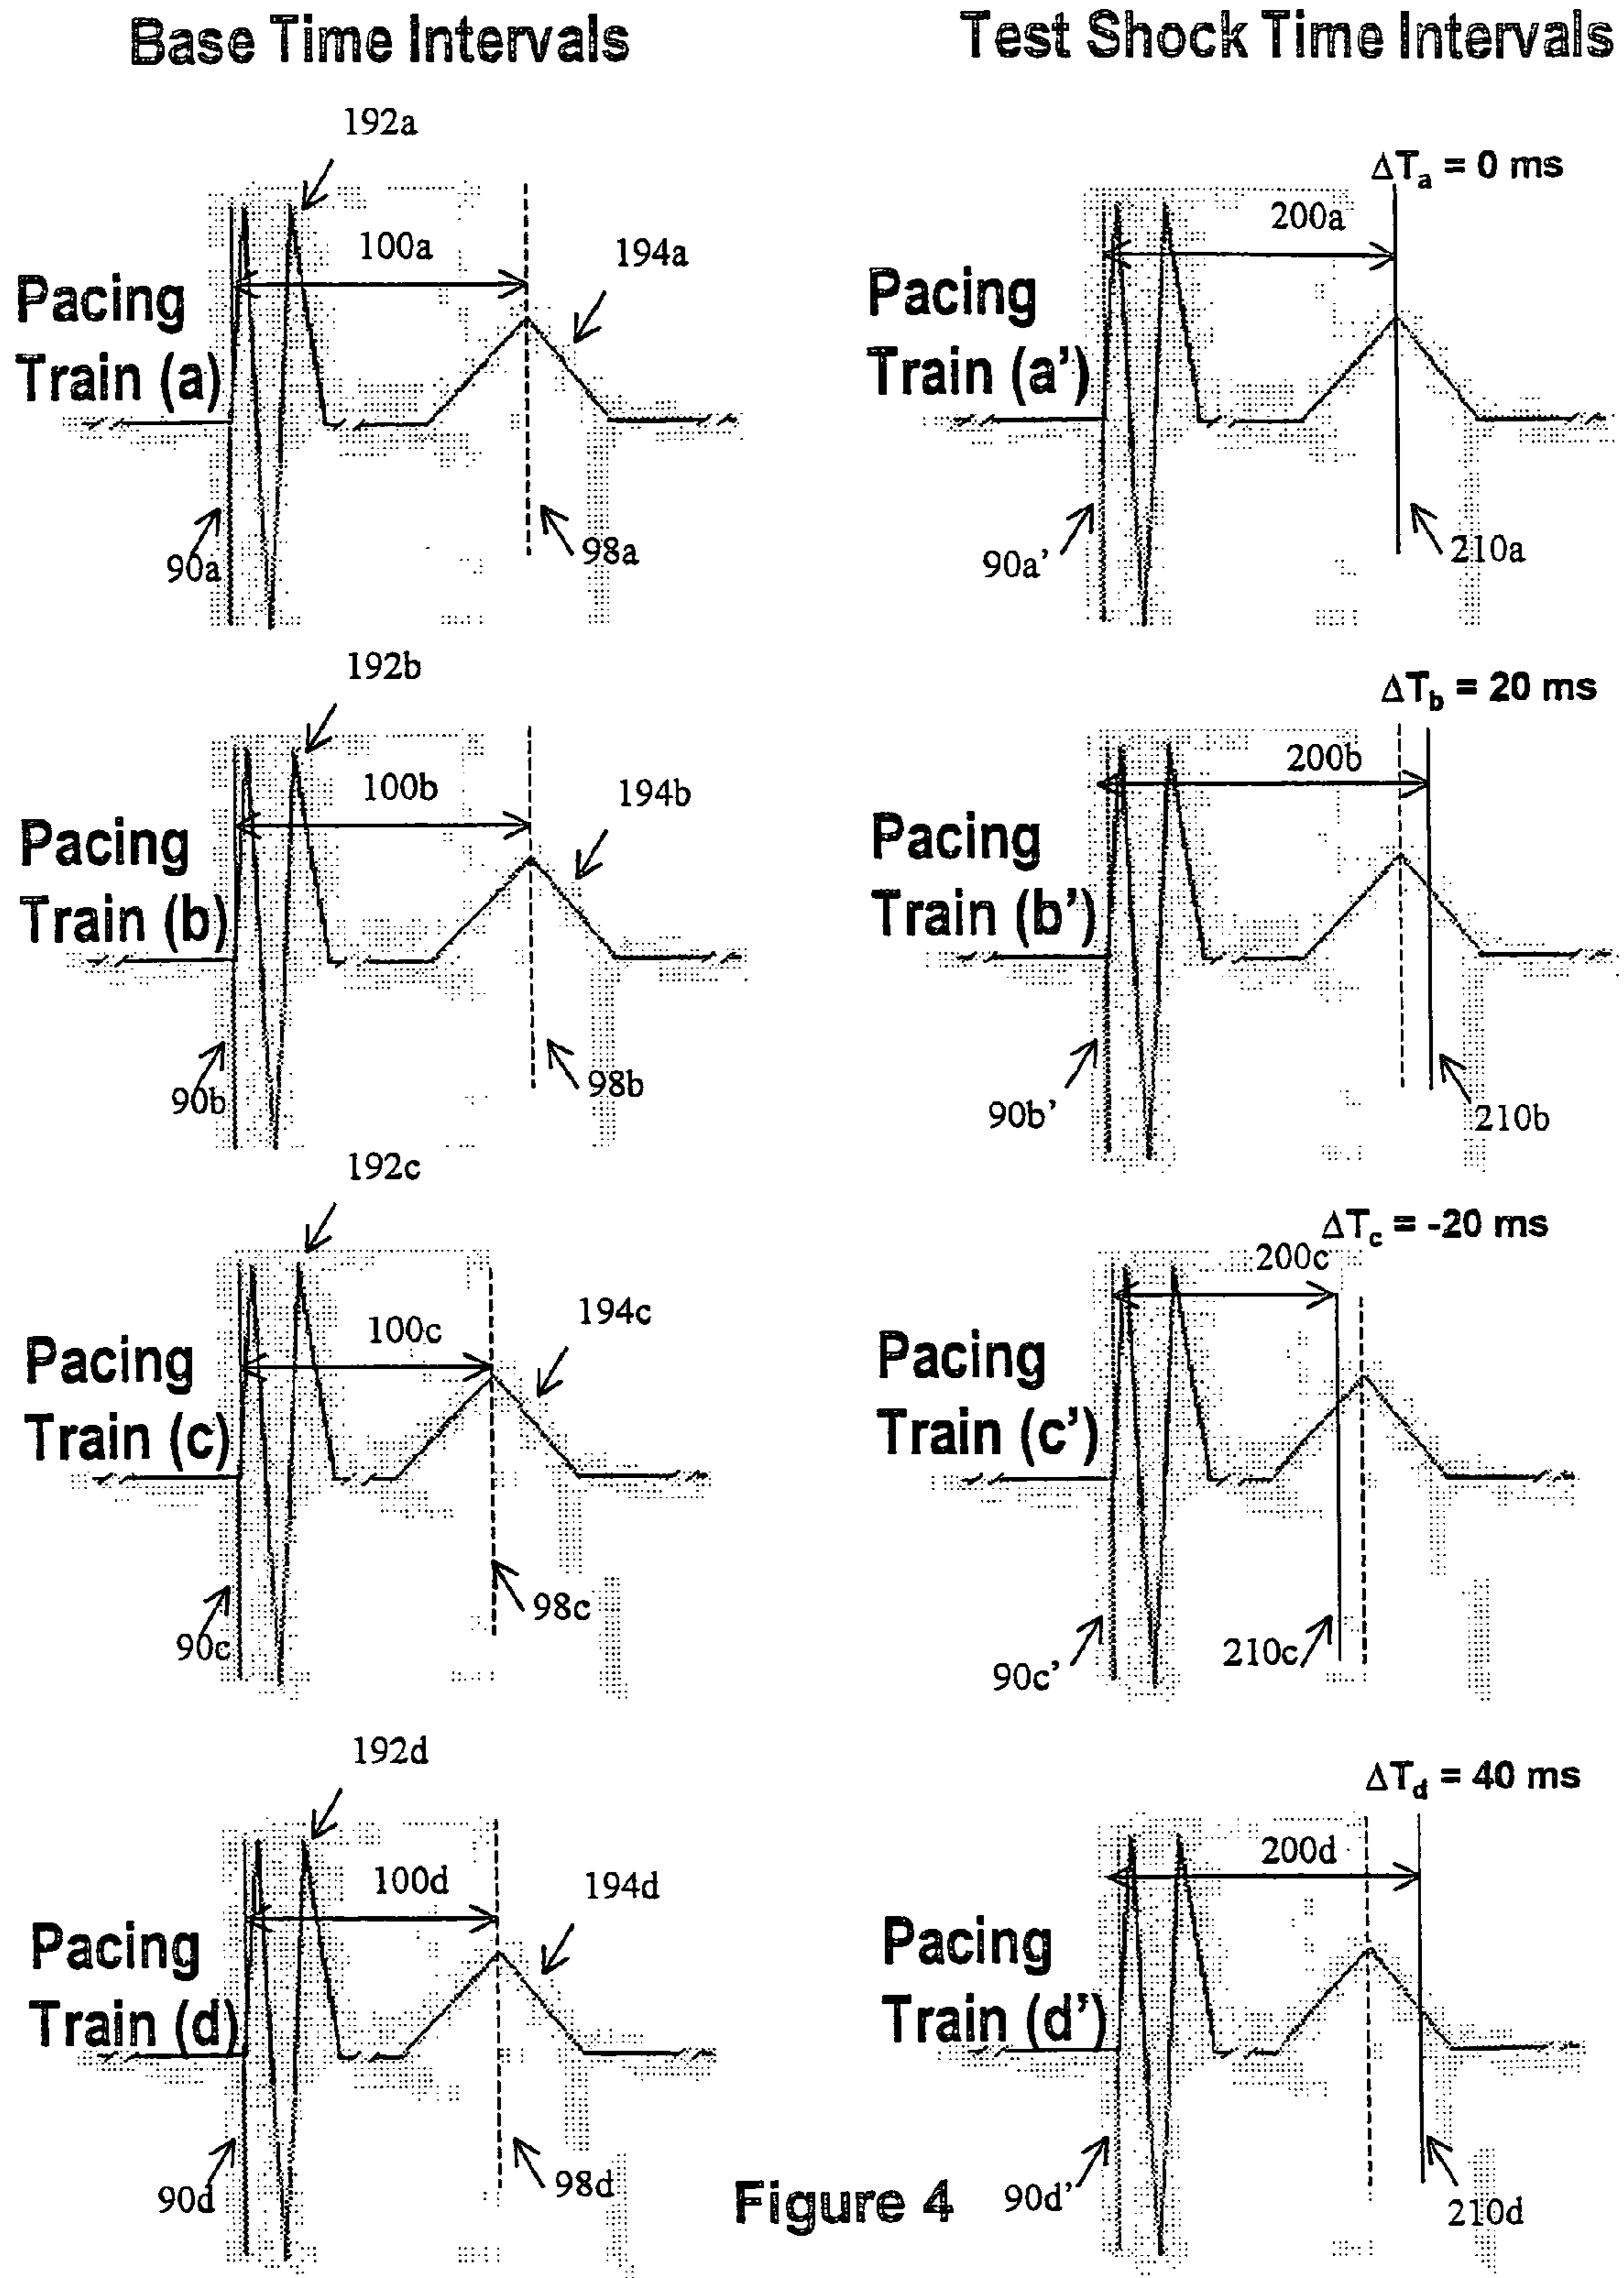 Base Time Intervals
Test Shock Time Intervals
192a
100a
194a
Pacing
Train (a)
90a
98a
ΔTa = 0 ms
200a
Pacing
Train (a')
90a'
210a
192b
100b
194b
Pacing
Train (b)
90b
98b
ΔTb = 20 ms
200b
Pacing
Train (b')
90b'
210b
192c
100c
194c
Pacing
Train (c)
90c
98c
ΔTc = -20 ms
200c
Pacing
Train (c')
90c'
210c
192d
100d
194d
Pacing
Train (d)
90d
98d
ΔTd = 40 ms
200d
Pacing
Train (d')
90d'
210d
Figure 4